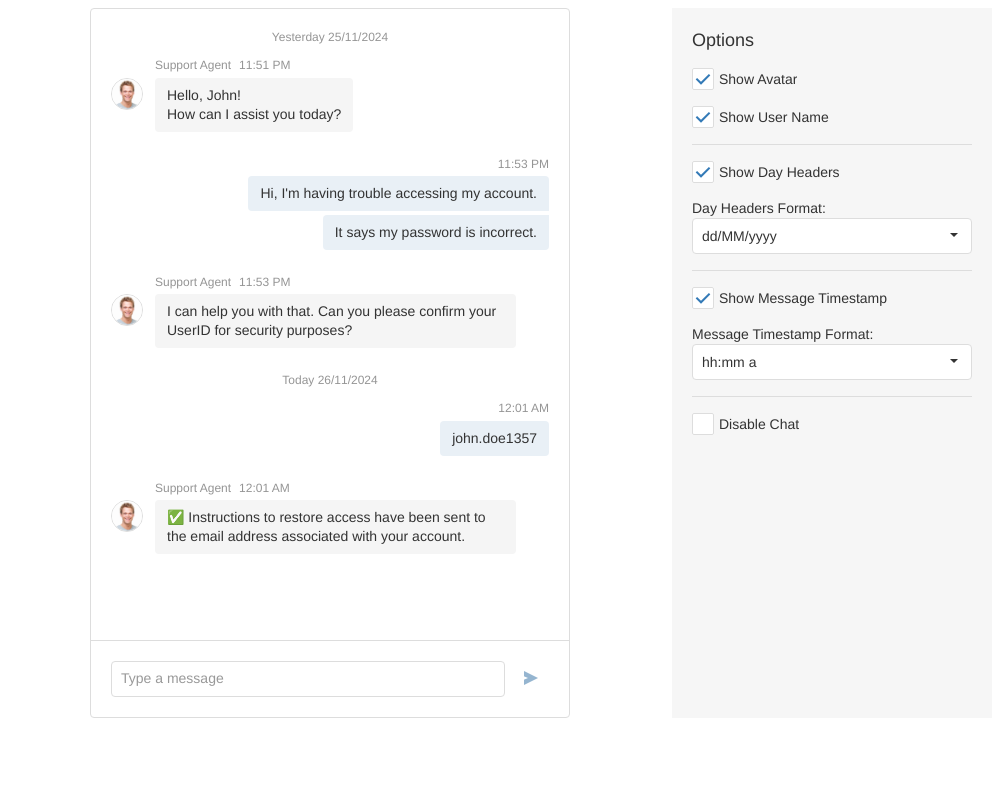 Yesterday 25/11/2024
Support Agent 11:51 PM
Hello, John!
How can I assist you today?
11:53 PM
Hi, I'm having trouble accessing my account.
It says my password is incorrect.
Support Agent 11:53 PM
I can help you with that. Can you please confirm your
UserID for security purposes?
Today 26/11/2024
12:01 AM
john.doe1357
Support Agent 12:01 AM
✅ Instructions to restore access have been sent to
the email address associated with your account.
Type a message
Options
Show Avatar
Show User Name
Show Day Headers
Day Headers Format:
dd/MM/yyyy
Show Message Timestamp
Message Timestamp Format:
hh:mm a
Disable Chat